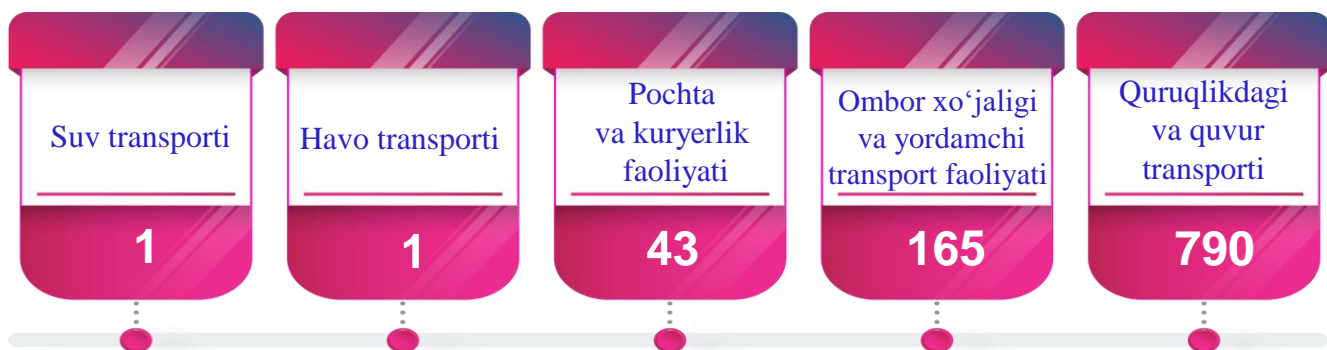 Suv transporti
1
Havo transporti
1
Pochta
va kuryerlik
faoliyati
43
Ombor xo‘jaligi
va yordamchi
transport faoliyati
165
Quruqlikdagi
va quvur
transporti
790